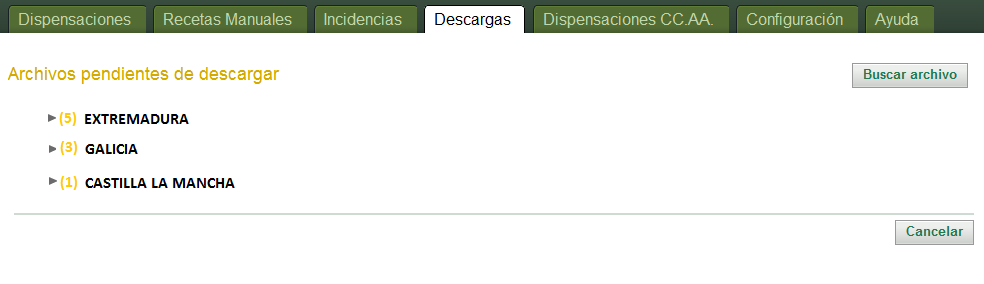 Dispensaciones Recetas Manuales Incidencias Descargas Dispensaciones CC.AA. Configuración Ayuda
Archivos pendientes de descargar Buscar archivo
(5) EXTREMADURA
(3) GALICIA
(1) CASTILLA LA MANCHA
Cancelar